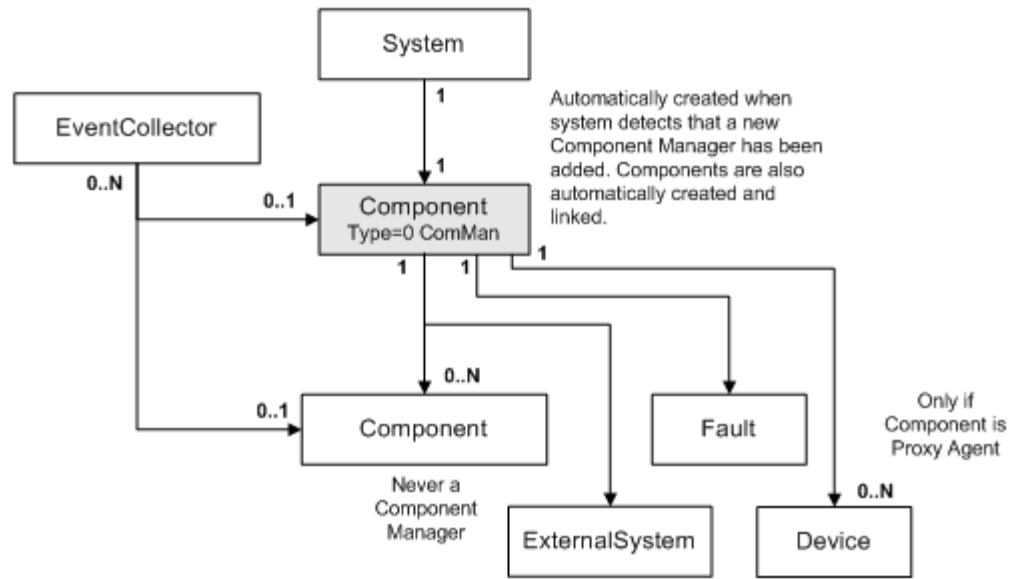 System
1
EventCollector
0..N
Automatically created when
system detects that a new
Component Manager has been
added. Components are also
automatically created and
linked.
1
0..1
Component
Type=0 ComMan
1
1
1
0..N
0..1
Component
Never a
Component
Manager
Fault
Only if
Component is
Proxy Agent
0..N
ExternalSystem
Device